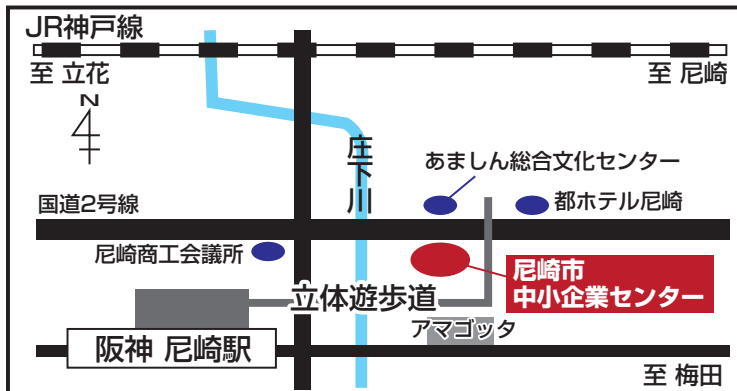 JR神戸線
至 立花
至 尼崎
N
庄下川
あましん総合文化センター
国道2号線
都ホテル尼崎
尼崎商工会議所
尼崎市
中小企業センター
立体遊歩道
アマゴッタ
阪神 尼崎駅
至 梅田